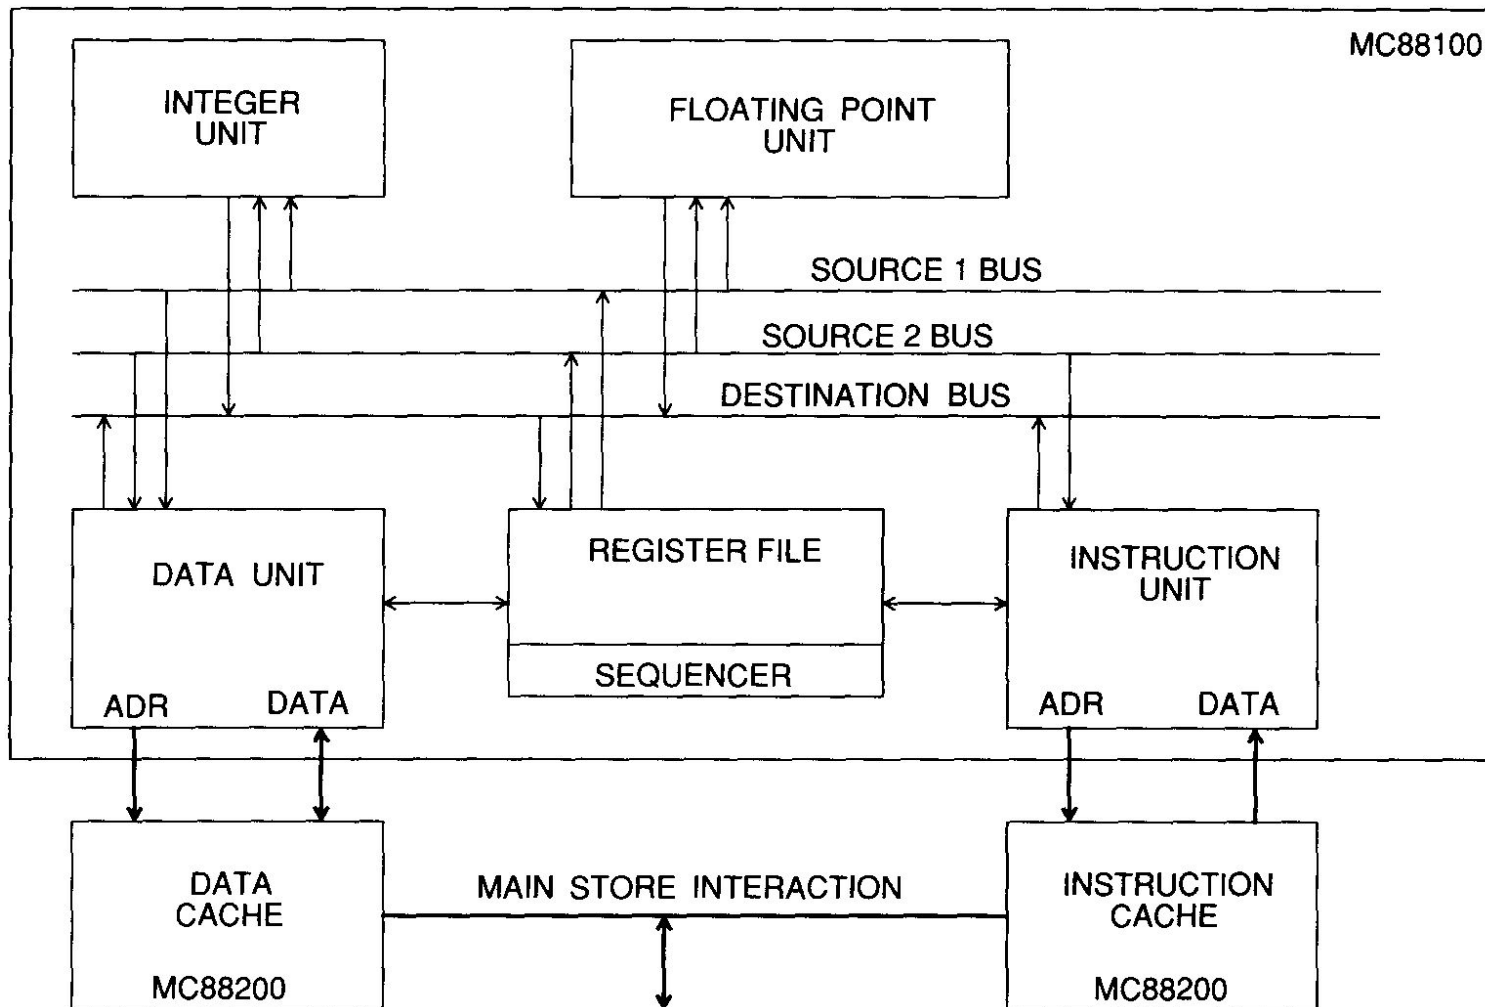 MC88100
INTEGER
UNIT
FLOATING POINT
UNIT
SOURCE 1 BUS
SOURCE 2 BUS
DESTINATION BUS
DATA UNIT
REGISTER FILE
INSTRUCTION
UNIT
SEQUENCER
ADR DATA
ADR DATA
DATA
CACHE
MAIN STORE INTERACTION
INSTRUCTION
CACHE
MC88200
MC88200